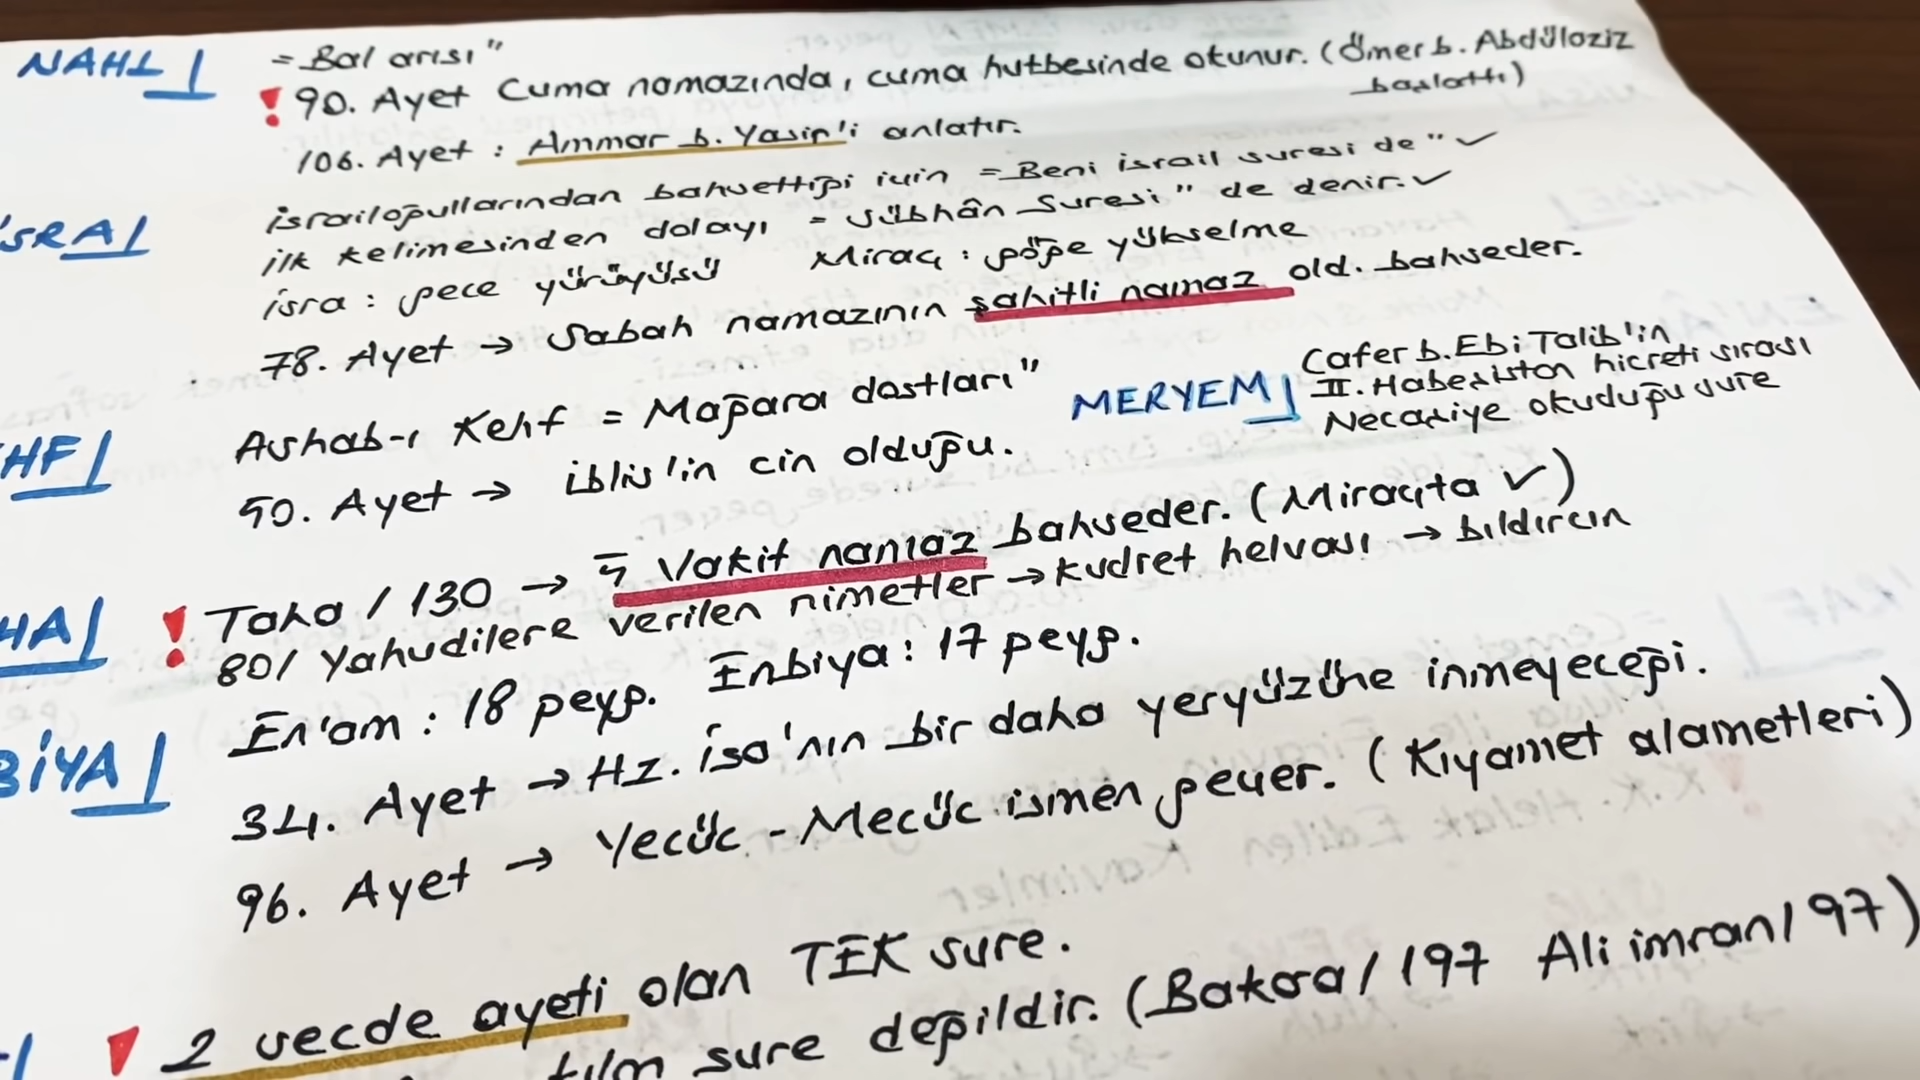 NAHL
= Bal arısı"
! 90. Ayet Cuma namazında, cuma hutbesinde okunur. (Ömer b. Abdülaziz başlattı)
106. Ayet : Ammar b. Yasir'i anlatır.
İSRA
israiloğullarından bahsettiği için = Beni israil suresi de" ✓
ilk kelimesinden dolayı = Sübhân Suresi" de denir. ✓
isra : gece yürüyüşü Miraç : göğe yükselme
78. Ayet → Sabah namazının şahitli namaz old. bahseder.
HF
Ashab-ı Kehf = Mağara dostları"
50. Ayet → iblis'in cin olduğu.
MERYEM
Cafer b. Ebi Talib'in
II. Habeşistan hicreti sırası
Necaşiye okuduğu sure
HA
! Taha / 130 → 5 Vakit namaz bahseder. (Miraçta ✓)
80/ Yahudilere verilen nimetler → kudret helvası → bıldırcın
BİYA
En'am : 18 peyg. Enbiya : 17 peyg.
34. Ayet → Hz. İsa'nın bir daha yeryüzüne inmeyeceği.
96. Ayet → Yecüc - Mecüc ismen geçer. (Kıyamet alametleri)
! 2 secde ayeti olan TEK sure.
sure değildir. (Bakara / 197 Ali imran / 97)